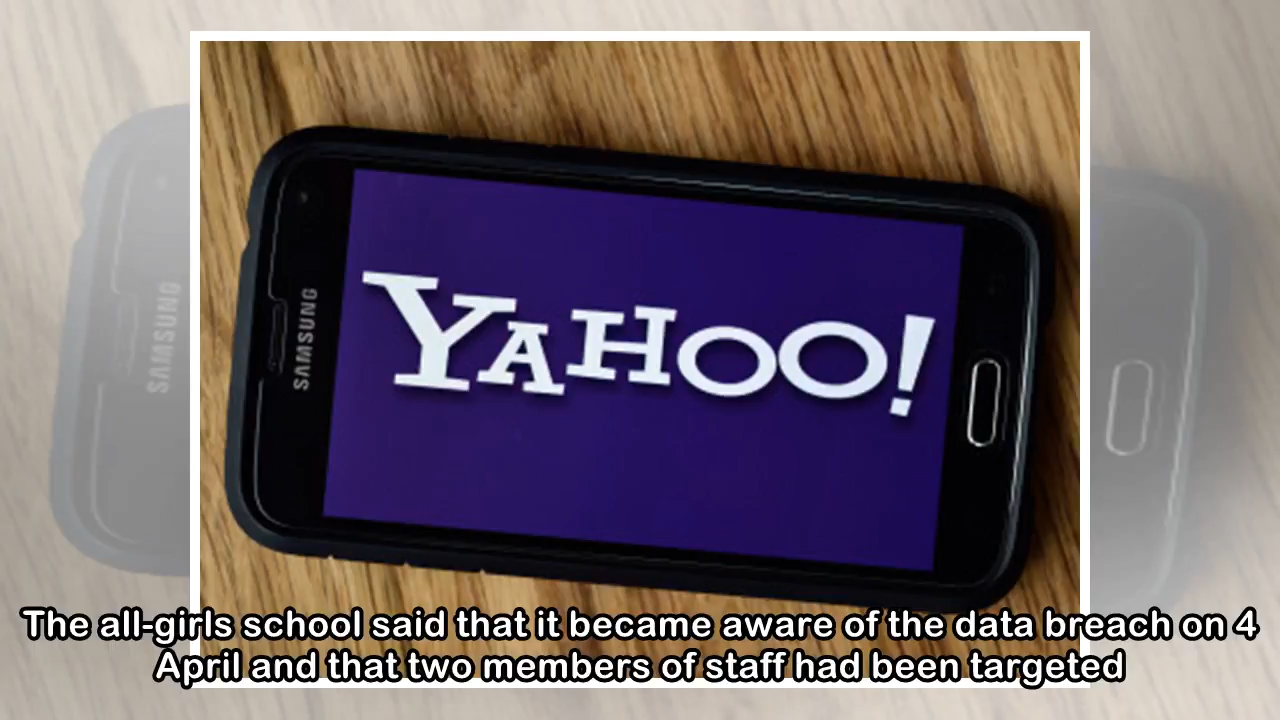 SAMSUNG
SAMSUNG
YAHOO!
The all-girls school said that it became aware of the data breach on 4
April and that two members of staff had been targeted